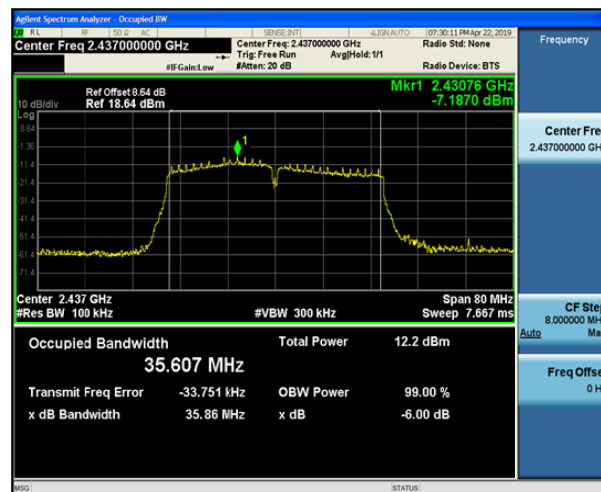 Agilent Spectrum Analyzer - Occupied BW
RL RF 50 Ω AC SENSE:INT ALIGNAUTO 07:30:11 PM Apr 22, 2019
Center Freq 2.437000000 GHz
Center Freq: 2.437000000 GHz Radio Std: None
Trig: Free Run Avg|Hold: 1/1
#IFGain:Low #Atten: 20 dB Radio Device: BTS
Frequency
Mkr1 2.43076 GHz
-7.1870 dBm
Ref Offset 8.64 dB
10 dB/div Ref 18.64 dBm
Log
8.64
-1.36
-11.4
-21.4
-31.4
-41.4
-51.4
-61.4
-71.4
1
Center Fre
2.437000000 GH
Center 2.437 GHz Span 80 MHz
#Res BW 100 kHz #VBW 300 kHz Sweep 7.667 ms
CF Ste
8.000000 MH
Auto Ma
Occupied Bandwidth Total Power 12.2 dBm
35.607 MHz
Transmit Freq Error -33.751 kHz OBW Power 99.00 %
x dB Bandwidth 35.86 MHz x dB -6.00 dB
Freq Offse
0 H
MSG STATUS